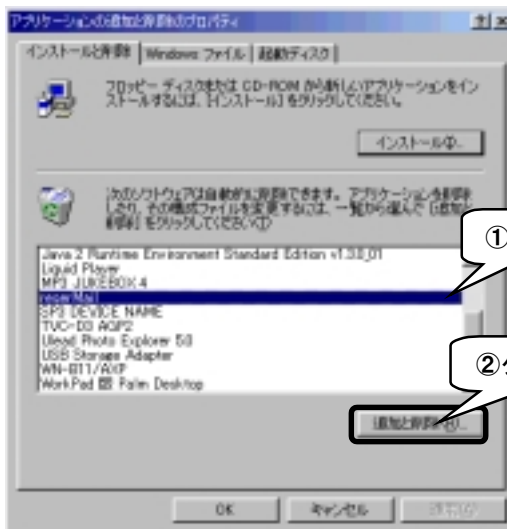 アプリケーションの追加と削除のプロパティ
インストールと削除
Windows ファイル
起動ディスク
フロッピー ディスクまたは CD-ROM から新しいアプリケーションをイン
ストールするには、[インストール] をクリックしてください。
インストール(I)...
次のソフトウェアは自動的に削除できます。アプリケーションを削除
したり、その構成ファイルを変更するには、一覧から選んで [追加と
削除] をクリックしてください(I)
Java 2 Runtime Environment Standard Edition v1.3.0_01
Liquid Player
MP3 JUKEBOX 4
①
SP3 DEVICE NAME
TVC-D3 AGP2
Ulead Photo Explorer 5.0
USB Storage Adapter
WN-B11/AXP
WorkPad 用 Palm Desktop
②ク
追加と削除(R)...
OK
キャンセル
適用(A)